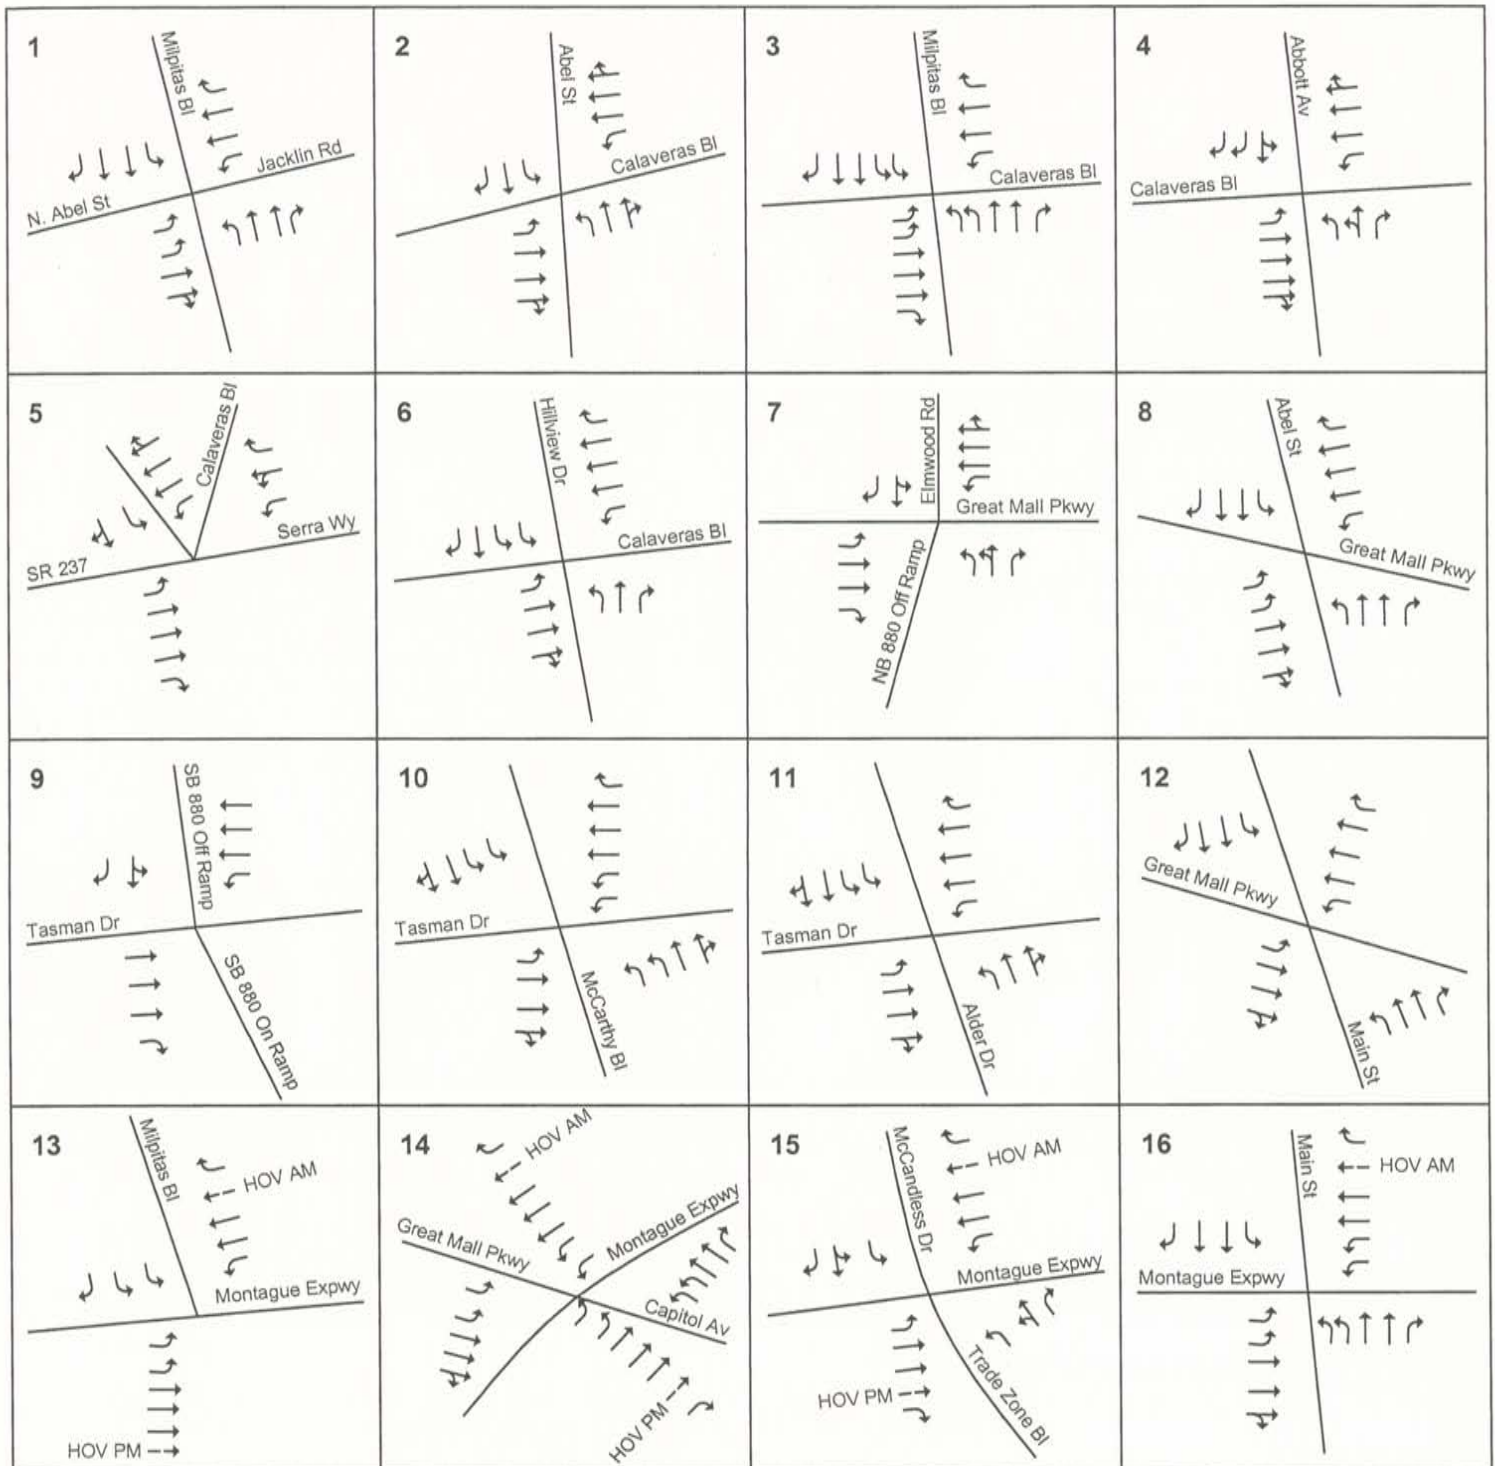 1
Milpitas Bl
Jacklin Rd
N. Abel St
2
Abel St
Calaveras Bl
3
Milpitas Bl
Calaveras Bl
4
Abbott Av
Calaveras Bl
5
Calaveras Bl
Serra Wy
SR 237
6
Hillview Dr
Calaveras Bl
7
Elmwood Rd
Great Mall Pkwy
NB 880 Off Ramp
8
Abel St
Great Mall Pkwy
9
SB 880 Off Ramp
Tasman Dr
SB 880 On Ramp
10
Tasman Dr
McCarthy Bl
11
Tasman Dr
Alder Dr
12
Great Mall Pkwy
Main St
13
Milpitas Bl
HOV AM
Montague Expwy
HOV PM
14
HOV AM
Great Mall Pkwy
Montague Expwy
Capitol Av
HOV PM
15
McCandless Dr
HOV AM
Montague Expwy
HOV PM
Trade Zone Bl
16
Main St
HOV AM
Montague Expwy